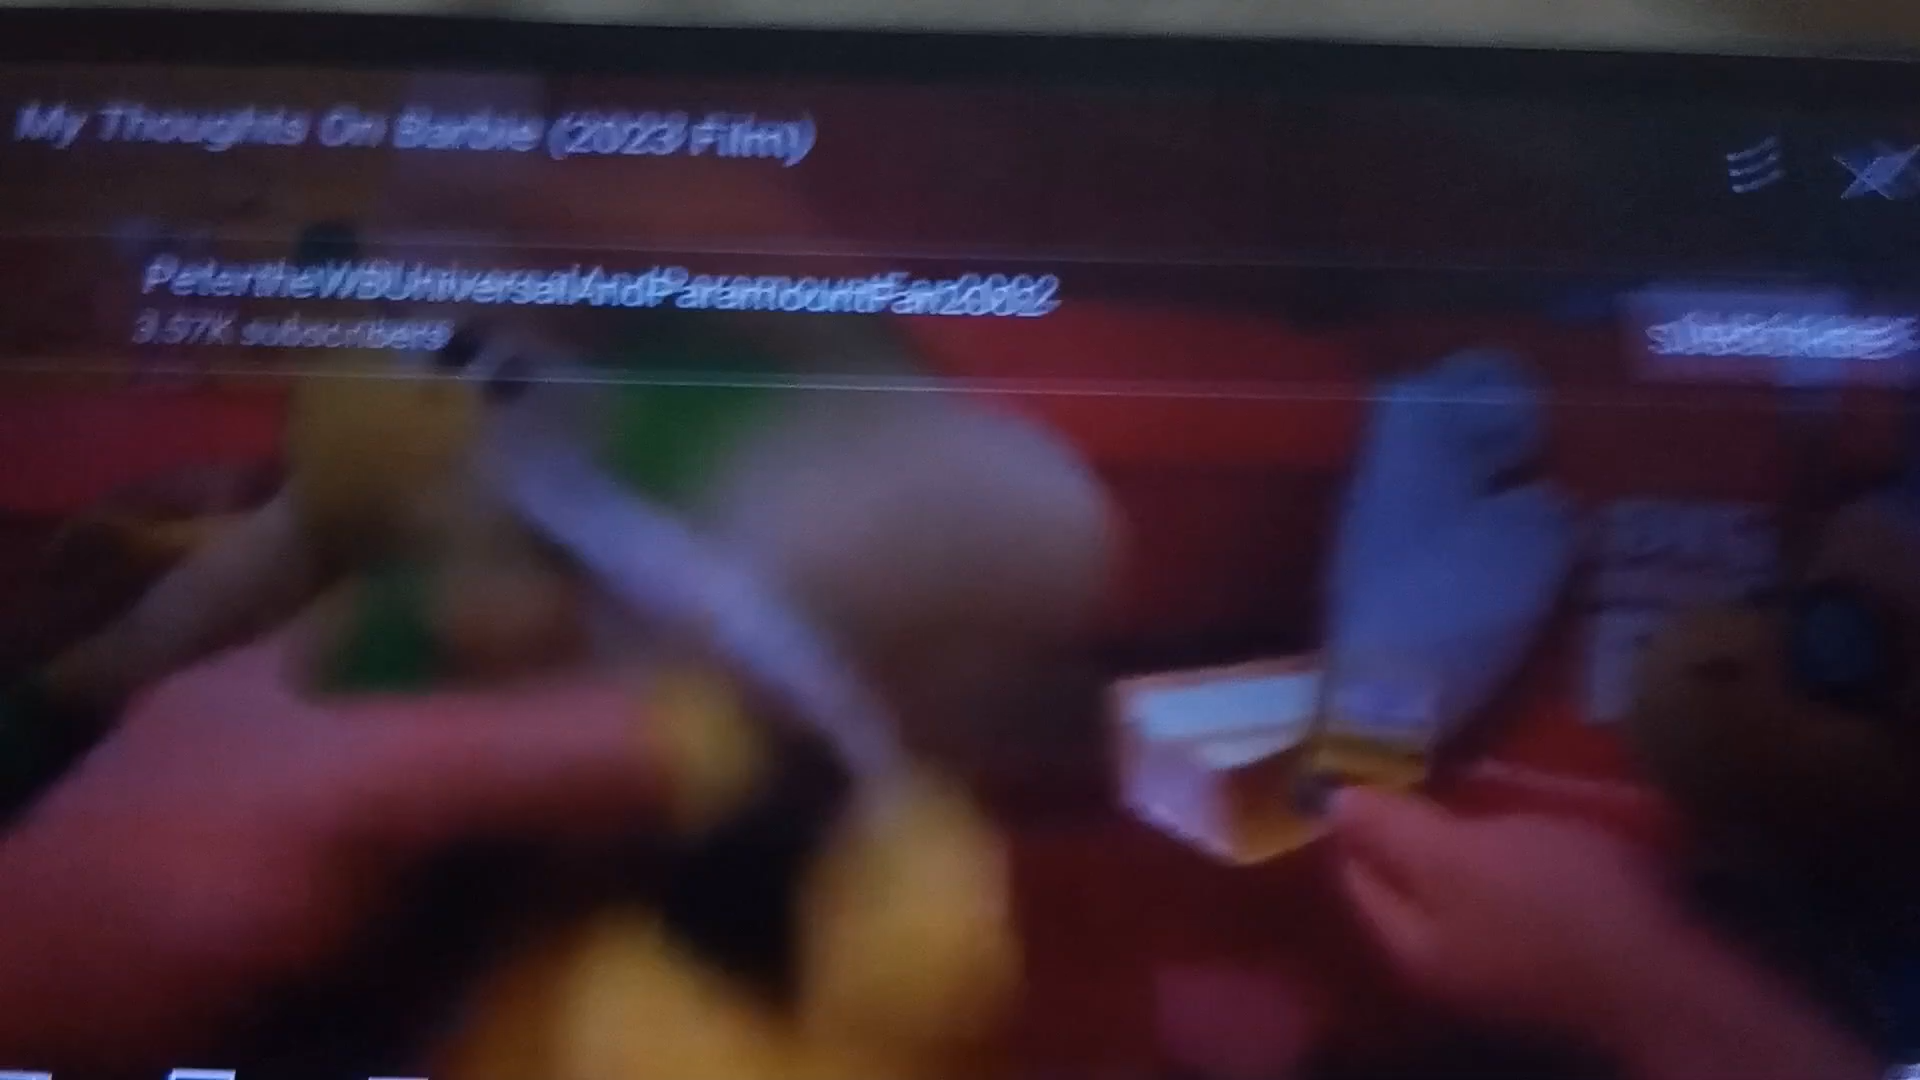 My Thoughts On Barbie (2023 Film)
PetertheWBUniversalAndParamountFan2002
3.57K subscribers